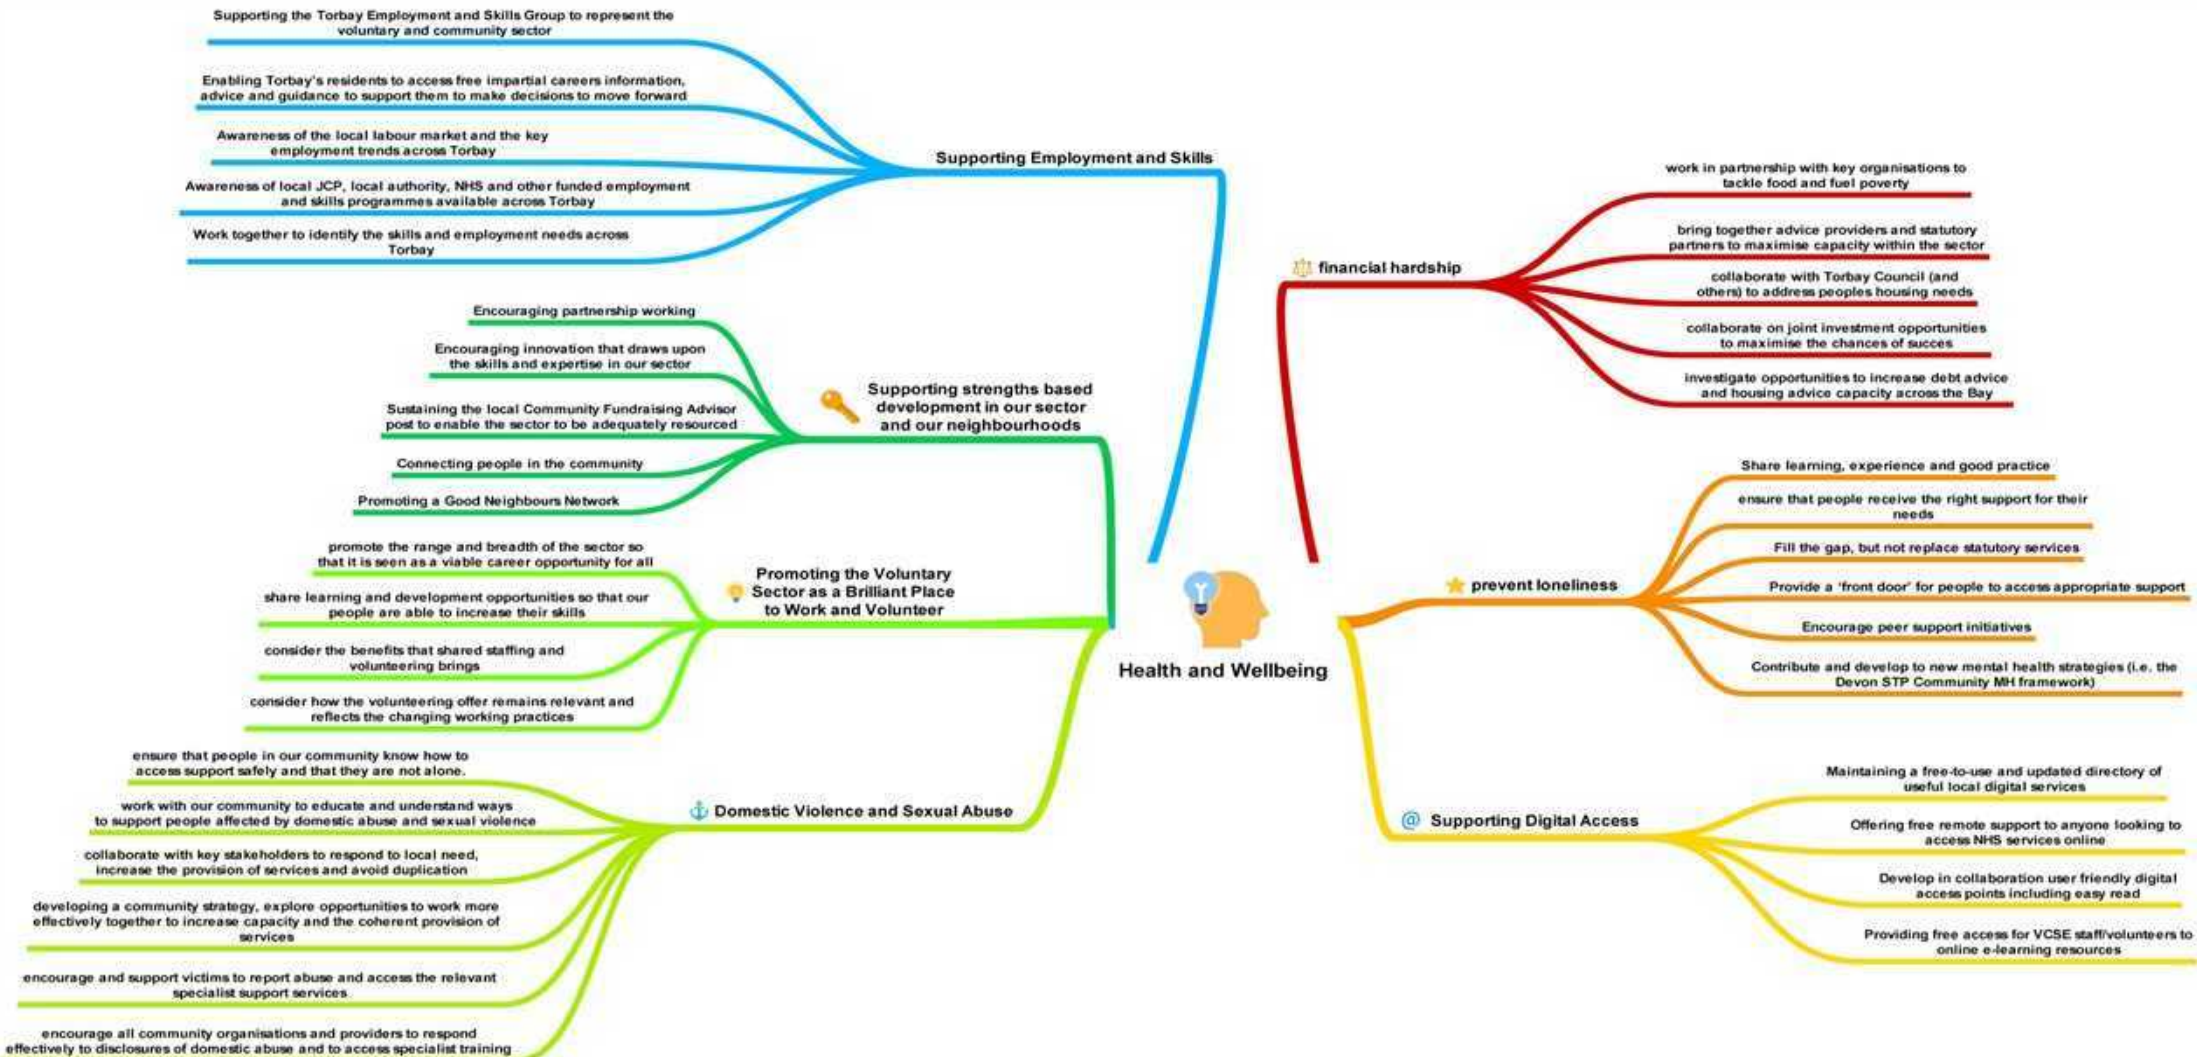 Supporting the Torbay Employment and Skills Group to represent the
voluntary and community sector
Enabling Torbay's residents to access free impartial careers information,
advice and guidance to support them to make decisions to move forward
Awareness of the local labour market and the key
employment trends across Torbay
Awareness of local JCP, local authority, NHS and other funded employment
and skills programmes available across Torbay
Work together to identify the skills and employment needs across
Torbay
Supporting Employment and Skills
Encouraging partnership working
Encouraging innovation that draws upon
the skills and expertise in our sector
Sustaining the local Community Fundraising Advisor
post to enable the sector to be adequately resourced
Connecting people in the community
Promoting a Good Neighbours Network
Supporting strengths based
development in our sector
and our neighbourhoods
promote the range and breadth of the sector so
that it is seen as a viable career opportunity for all
share learning and development opportunities so that our
people are able to increase their skills
consider the benefits that shared staffing and
volunteering brings
consider how the volunteering offer remains relevant and
reflects the changing working practices
Promoting the Voluntary
Sector as a Brilliant Place
to Work and Volunteer
ensure that people in our community know how to
access support safely and that they are not alone.
work with our community to educate and understand ways
to support people affected by domestic abuse and sexual violence
collaborate with key stakeholders to respond to local need,
increase the provision of services and avoid duplication
developing a community strategy, explore opportunities to work more
effectively together to increase capacity and the coherent provision of
services
encourage and support victims to report abuse and access the relevant
specialist support services
encourage all community organisations and providers to respond
effectively to disclosures of domestic abuse and to access specialist training
Domestic Violence and Sexual Abuse
Health and Wellbeing
financial hardship
work in partnership with key organisations to
tackle food and fuel poverty
bring together advice providers and statutory
partners to maximise capacity within the sector
collaborate with Torbay Council (and
others) to address peoples housing needs
collaborate on joint investment opportunities
to maximise the chances of succes
investigate opportunities to increase debt advice
and housing advice capacity across the Bay
prevent loneliness
Share learning, experience and good practice
ensure that people receive the right support for their
needs
Fill the gap, but not replace statutory services
Provide a 'front door' for people to access appropriate support
Encourage peer support initiatives
Contribute and develop to new mental health strategies (i.e. the
Devon STP Community MH framework)
@ Supporting Digital Access
Maintaining a free-to-use and updated directory of
useful local digital services
Offering free remote support to anyone looking to
access NHS services online
Develop in collaboration user friendly digital
access points including easy read
Providing free access for VCSE staff/volunteers to
online e-learning resources